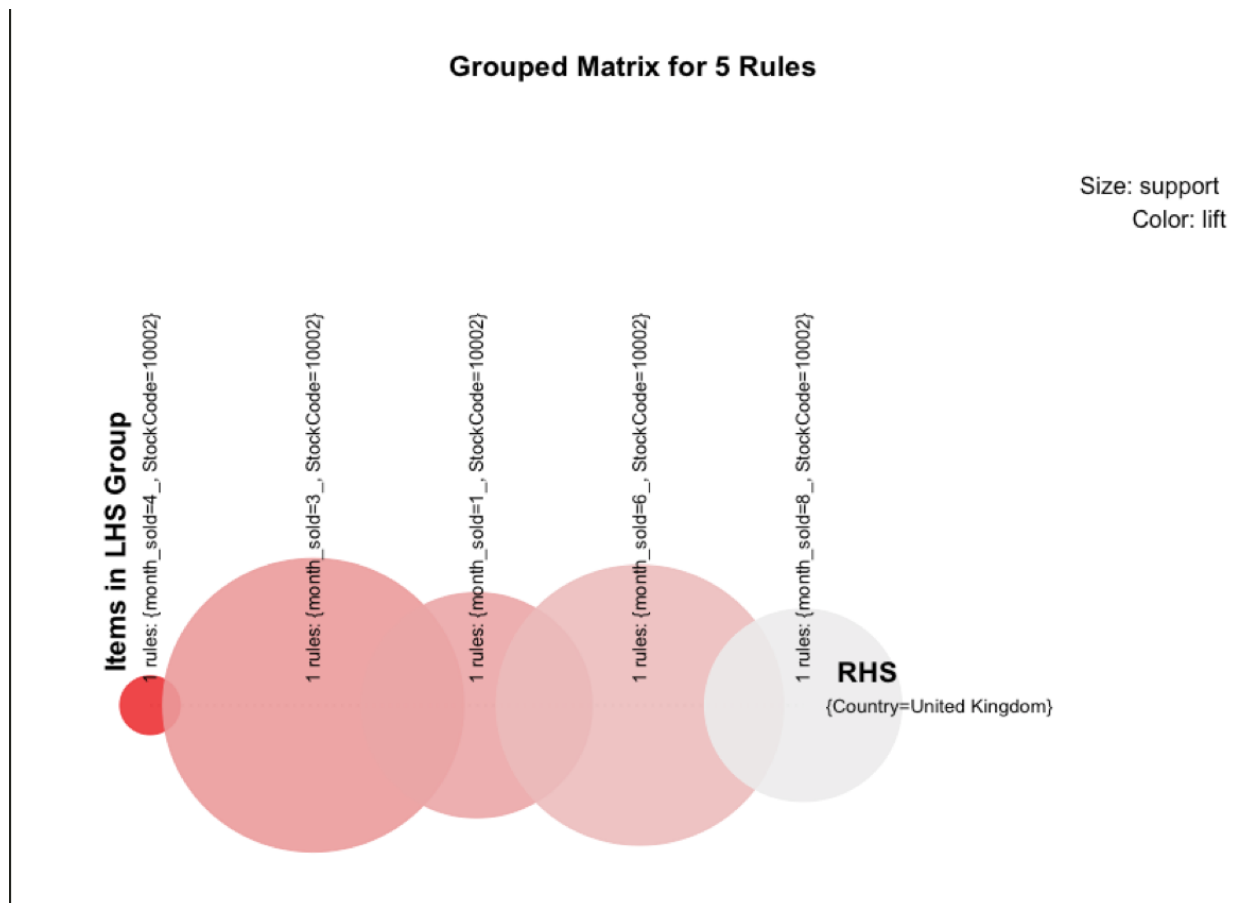 Grouped Matrix for 5 Rules
Size: support
Color: lift
Items in LHS Group
1 rules: {month_sold=4_, StockCode=10002}
1 rules: {month_sold=3_, StockCode=10002}
1 rules: {month_sold=1_, StockCode=10002}
1 rules: {month_sold=6_, StockCode=10002}
1 rules: {month_sold=8_, StockCode=10002}
RHS
{Country=United Kingdom}